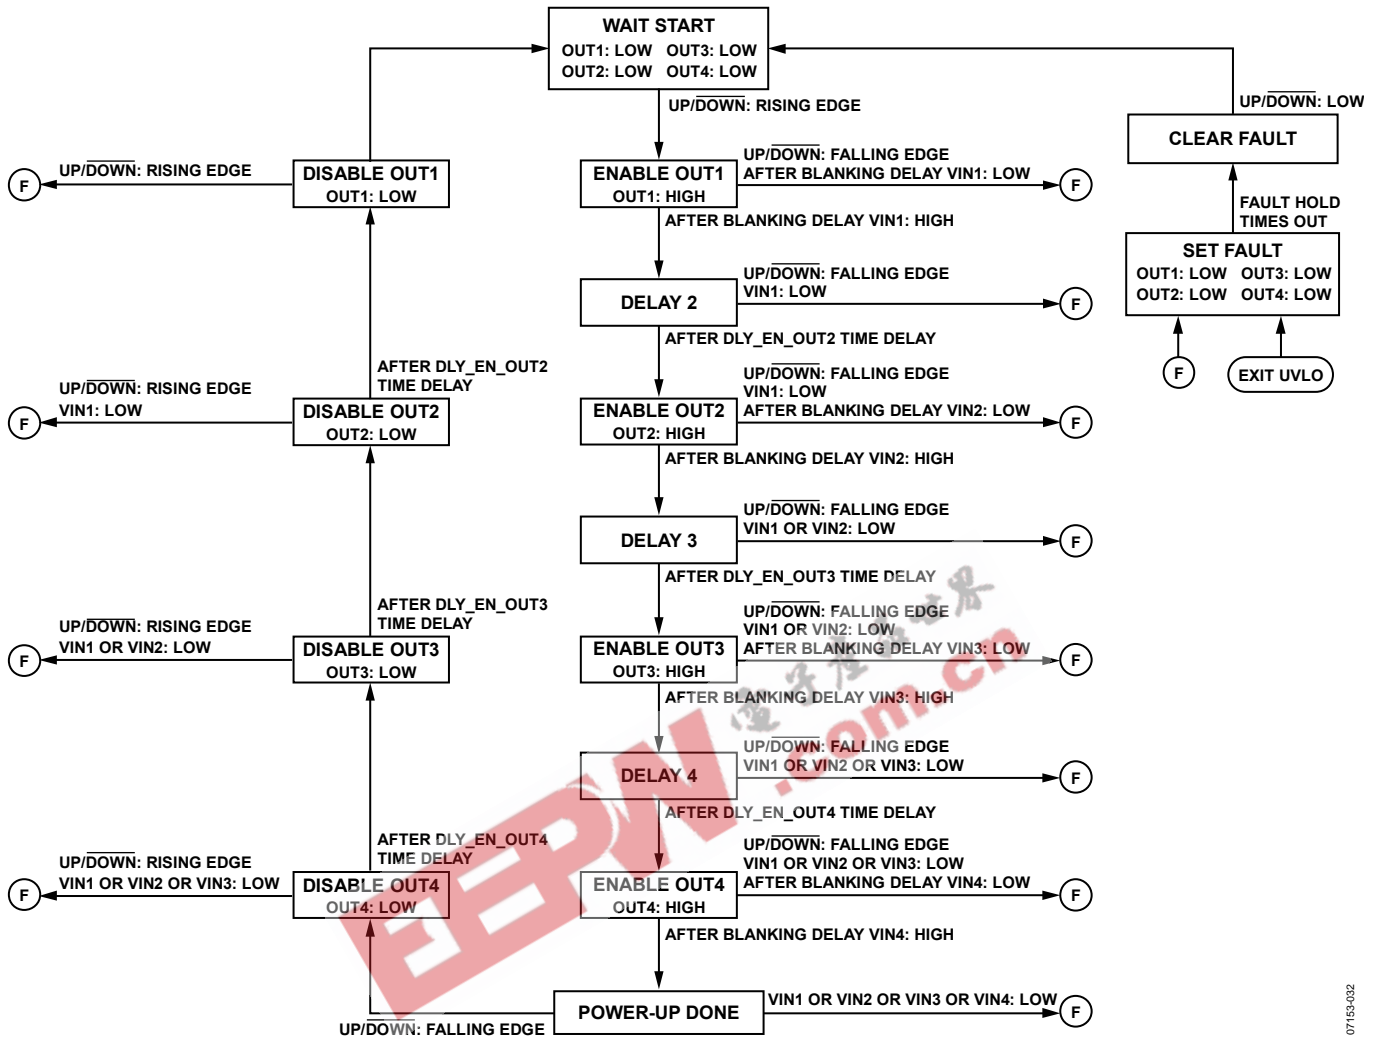 WAIT START
OUT1: LOW OUT3: LOW
OUT2: LOW OUT4: LOW
UP/DOWN: RISING EDGE
UP/DOWN: LOW
CLEAR FAULT
FAULT HOLD
TIMES OUT
SET FAULT
OUT1: LOW OUT3: LOW
OUT2: LOW OUT4: LOW
F
EXIT UVLO
UP/DOWN: RISING EDGE
F
DISABLE OUT1
OUT1: LOW
ENABLE OUT1
OUT1: HIGH
UP/DOWN: FALLING EDGE
AFTER BLANKING DELAY VIN1: LOW
F
AFTER BLANKING DELAY VIN1: HIGH
DELAY 2
UP/DOWN: FALLING EDGE
VIN1: LOW
F
AFTER DLY_EN_OUT2 TIME DELAY
AFTER DLY_EN_OUT2
TIME DELAY
UP/DOWN: RISING EDGE
VIN1: LOW
F
DISABLE OUT2
OUT2: LOW
ENABLE OUT2
OUT2: HIGH
UP/DOWN: FALLING EDGE
VIN1: LOW
AFTER BLANKING DELAY VIN2: LOW
F
AFTER BLANKING DELAY VIN2: HIGH
DELAY 3
UP/DOWN: FALLING EDGE
VIN1 OR VIN2: LOW
F
AFTER DLY_EN_OUT3 TIME DELAY
AFTER DLY_EN_OUT3
TIME DELAY
UP/DOWN: RISING EDGE
VIN1 OR VIN2: LOW
F
DISABLE OUT3
OUT3: LOW
ENABLE OUT3
OUT3: HIGH
UP/DOWN: FALLING EDGE
VIN1 OR VIN2: LOW
AFTER BLANKING DELAY VIN3: LOW
F
AFTER BLANKING DELAY VIN3: HIGH
DELAY 4
UP/DOWN: FALLING EDGE
VIN1 OR VIN2 OR VIN3: LOW
F
AFTER DLY_EN_OUT4 TIME DELAY
AFTER DLY_EN_OUT4
TIME DELAY
UP/DOWN: RISING EDGE
VIN1 OR VIN2 OR VIN3: LOW
F
DISABLE OUT4
OUT4: LOW
ENABLE OUT4
OUT4: HIGH
UP/DOWN: FALLING EDGE
VIN1 OR VIN2 OR VIN3: LOW
AFTER BLANKING DELAY VIN4: LOW
F
AFTER BLANKING DELAY VIN4: HIGH
POWER-UP DONE
VIN1 OR VIN2 OR VIN3 OR VIN4: LOW
F
UP/DOWN: FALLING EDGE
07153-032
EEPW.com.cn
電子產品世界